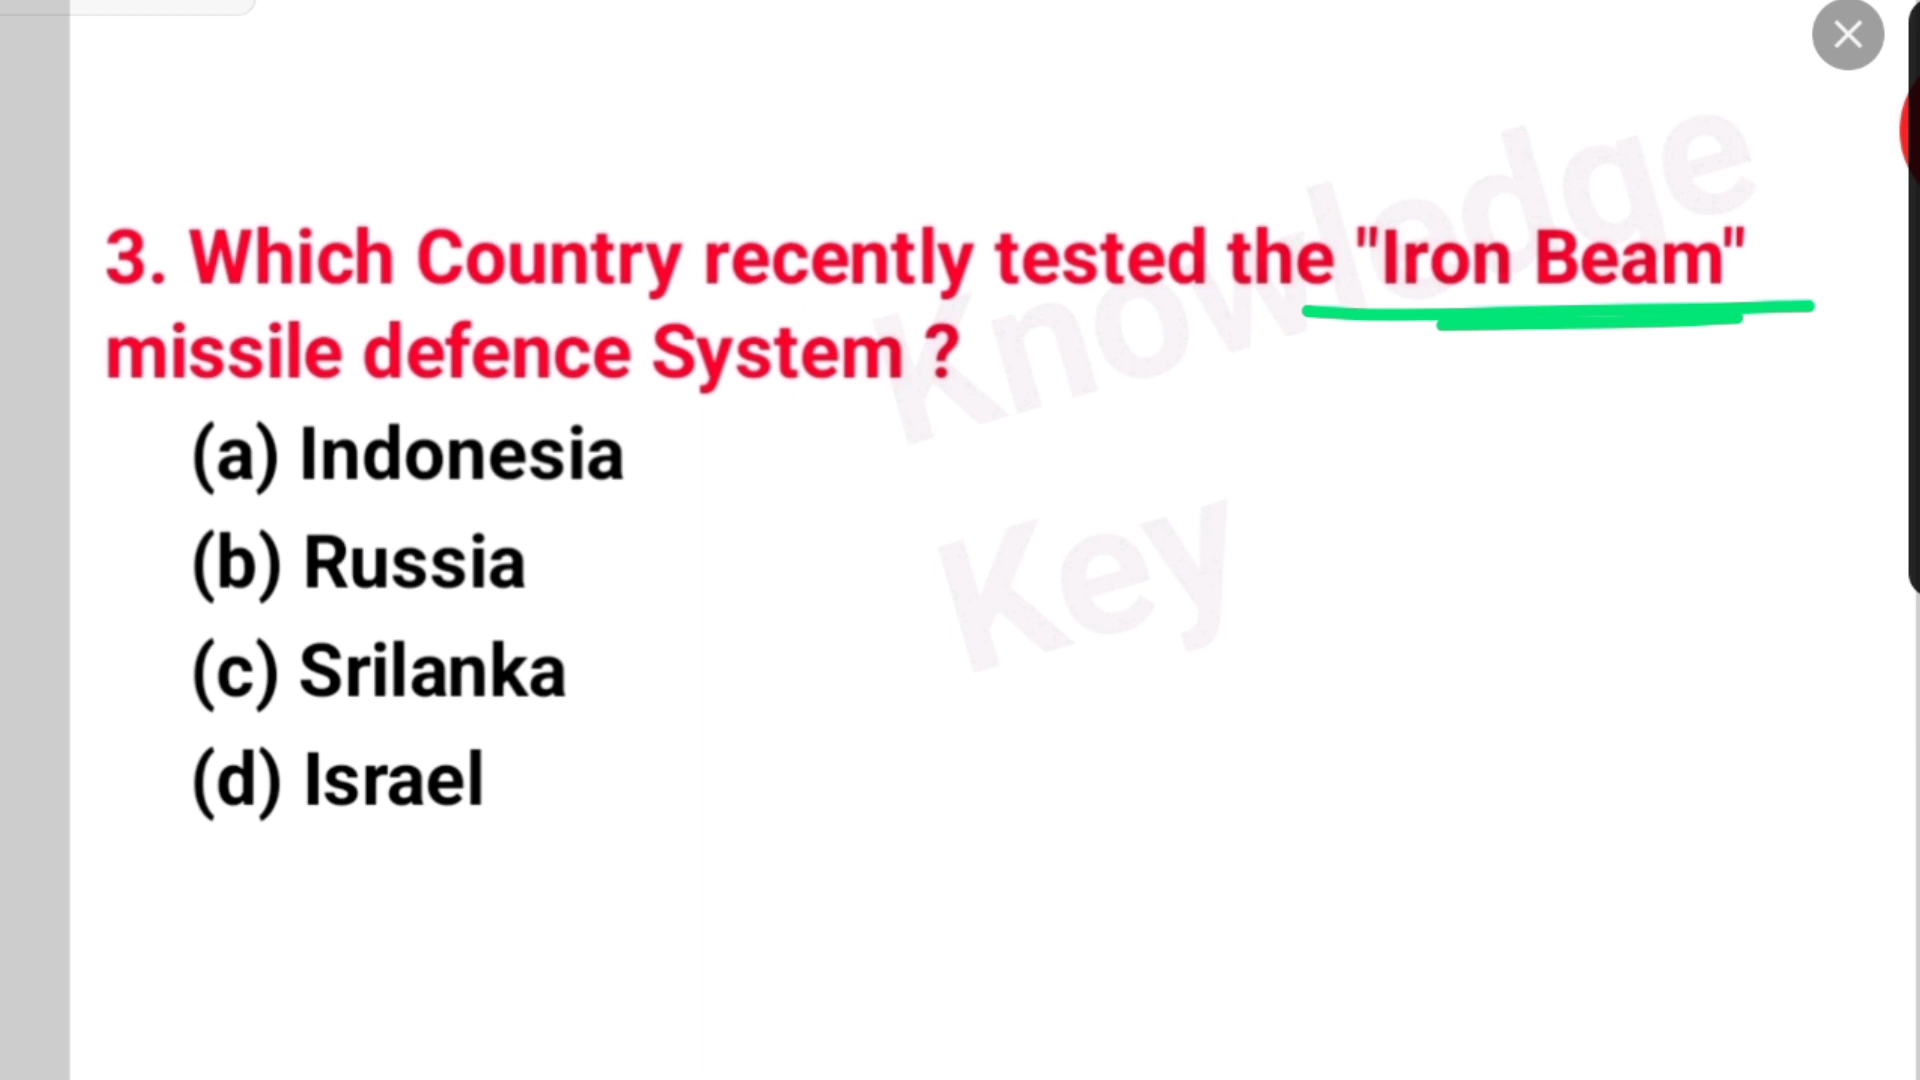 3. Which Country recently tested the "Iron Beam"
missile defence System ?
(a) Indonesia
(b) Russia
(c) Srilanka
(d) Israel
Knowledge
Key